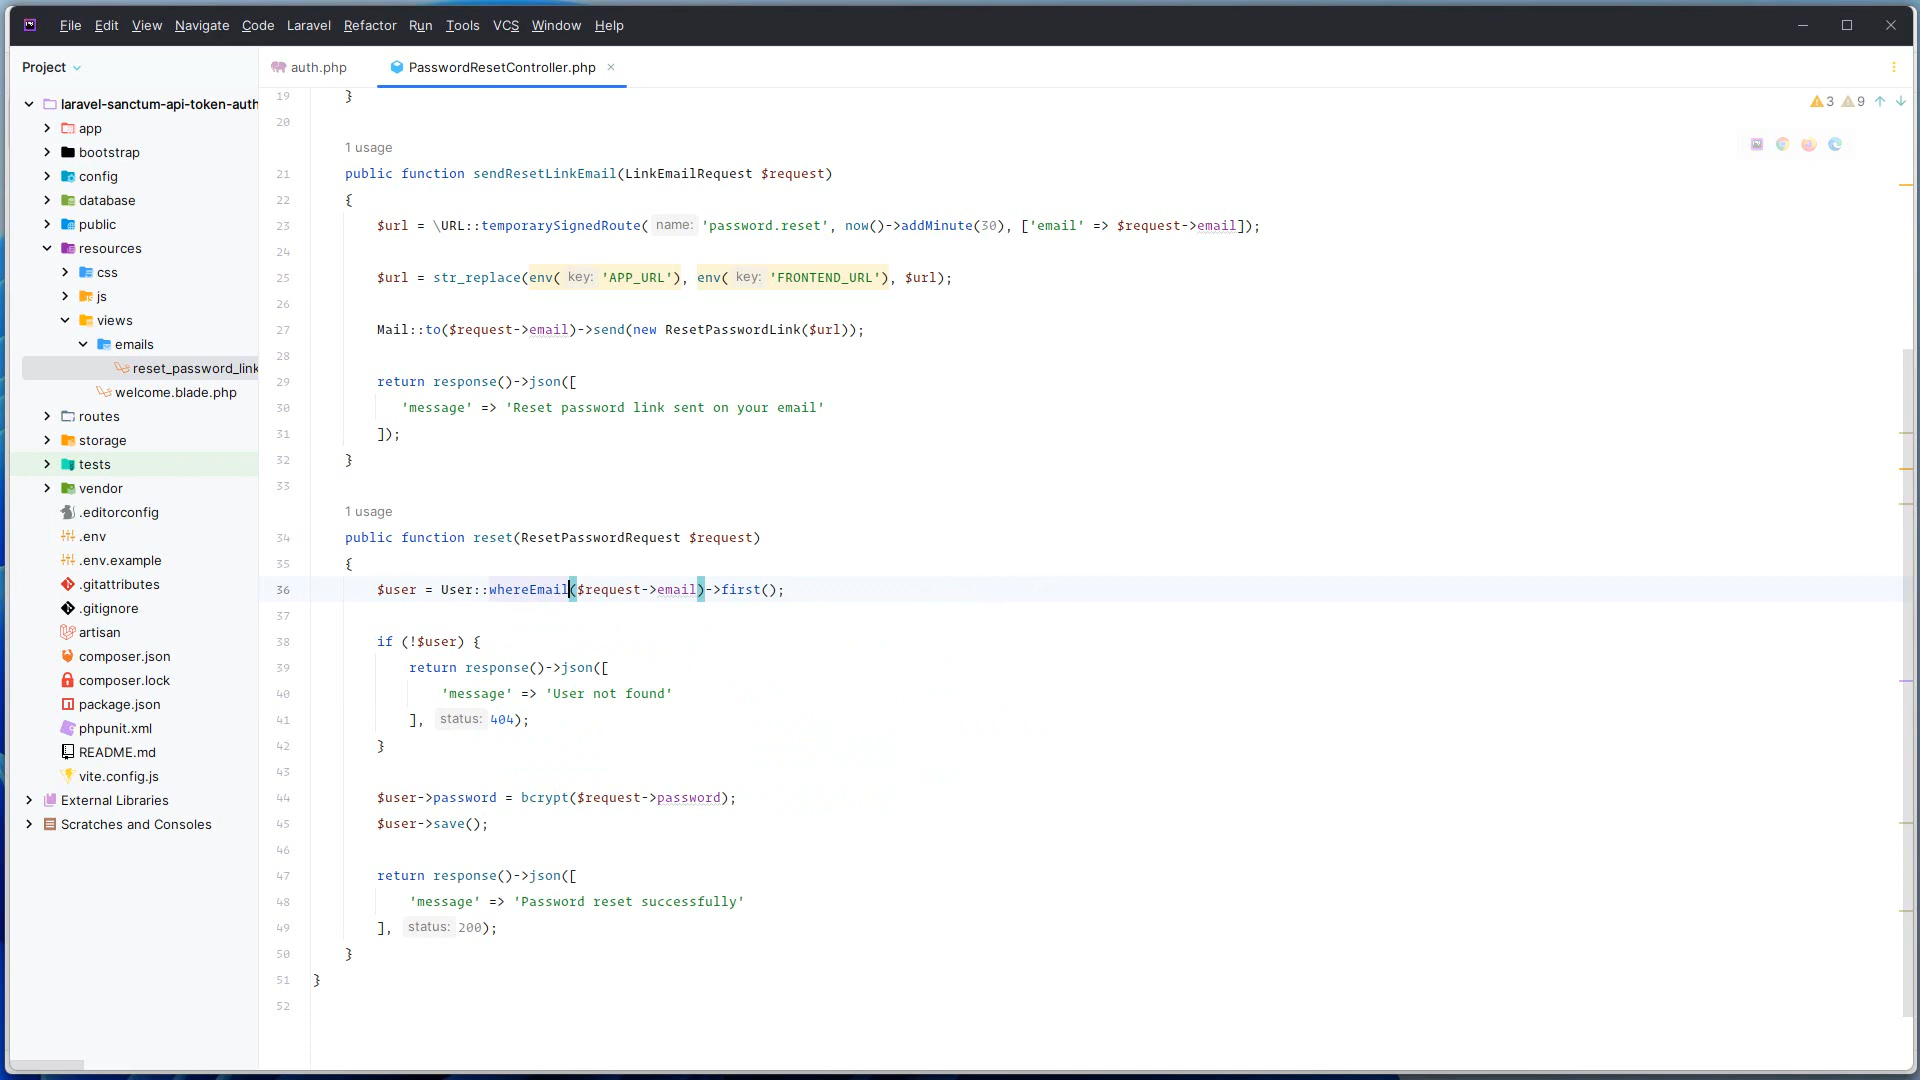 File Edit View Navigate Code Laravel Refactor Run Tools VCS Window Help
Project
auth.php
PasswordResetController.php
3 9
laravel-sanctum-api-token-auth
app
bootstrap
config
database
public
resources
css
js
views
emails
reset_password_link
welcome.blade.php
routes
storage
tests
vendor
.editorconfig
.env
.env.example
.gitattributes
.gitignore
artisan
composer.json
composer.lock
package.json
phpunit.xml
README.md
vite.config.js
External Libraries
Scratches and Consoles
19 }
20
1 usage
21 public function sendResetLinkEmail(LinkEmailRequest $request)
22 {
23 $url = \URL::temporarySignedRoute( name: 'password.reset', now()->addMinute(30), ['email' => $request->email]);
24
25 $url = str_replace(env( key: 'APP_URL'), env( key: 'FRONTEND_URL'), $url);
26
27 Mail::to($request->email)->send(new ResetPasswordLink($url));
28
29 return response()->json([
30 'message' => 'Reset password link sent on your email'
31 ]);
32 }
33
1 usage
34 public function reset(ResetPasswordRequest $request)
35 {
36 $user = User::whereEmail($request->email)->first();
37
38 if (!$user) {
39 return response()->json([
40 'message' => 'User not found'
41 ], status: 404);
42 }
43
44 $user->password = bcrypt($request->password);
45 $user->save();
46
47 return response()->json([
48 'message' => 'Password reset successfully'
49 ], status: 200);
50 }
51 }
52